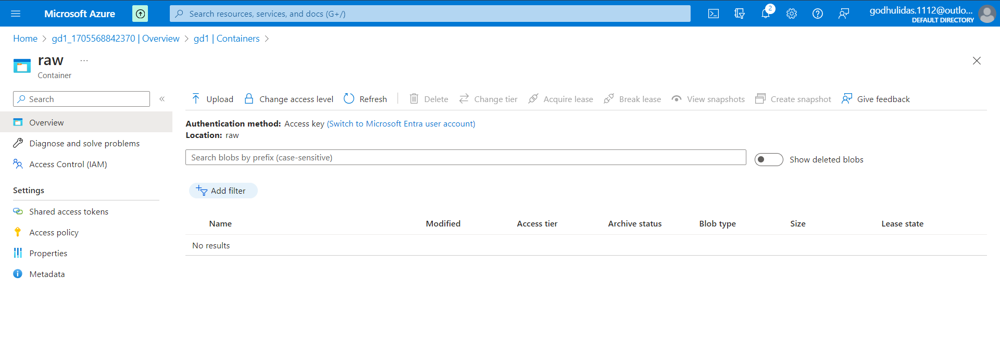 Microsoft Azure
Search resources, services, and docs (G+/)
2
godhulidas.1112@outlo...
DEFAULT DIRECTORY
Home > gd1_1705568842370 | Overview > gd1 | Containers >
raw ...
Container
Search «
Upload Change access level Refresh Delete Change tier Acquire lease Break lease View snapshots Create snapshot Give feedback
Overview
Diagnose and solve problems
Access Control (IAM)
Settings
Shared access tokens
Access policy
Properties
Metadata
Authentication method: Access key (Switch to Microsoft Entra user account)
Location: raw
Search blobs by prefix (case-sensitive)
Show deleted blobs
Add filter
Name Modified Access tier Archive status Blob type Size Lease state
No results